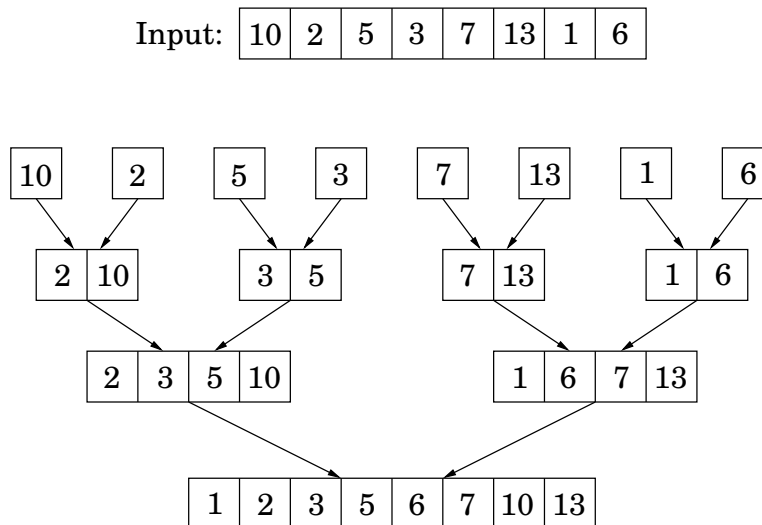 Input: 10 2 5 3 7 13 1 6
10 2 5 3 7 13 1 6
2 10 3 5 7 13 1 6
2 3 5 10 1 6 7 13
1 2 3 5 6 7 10 13